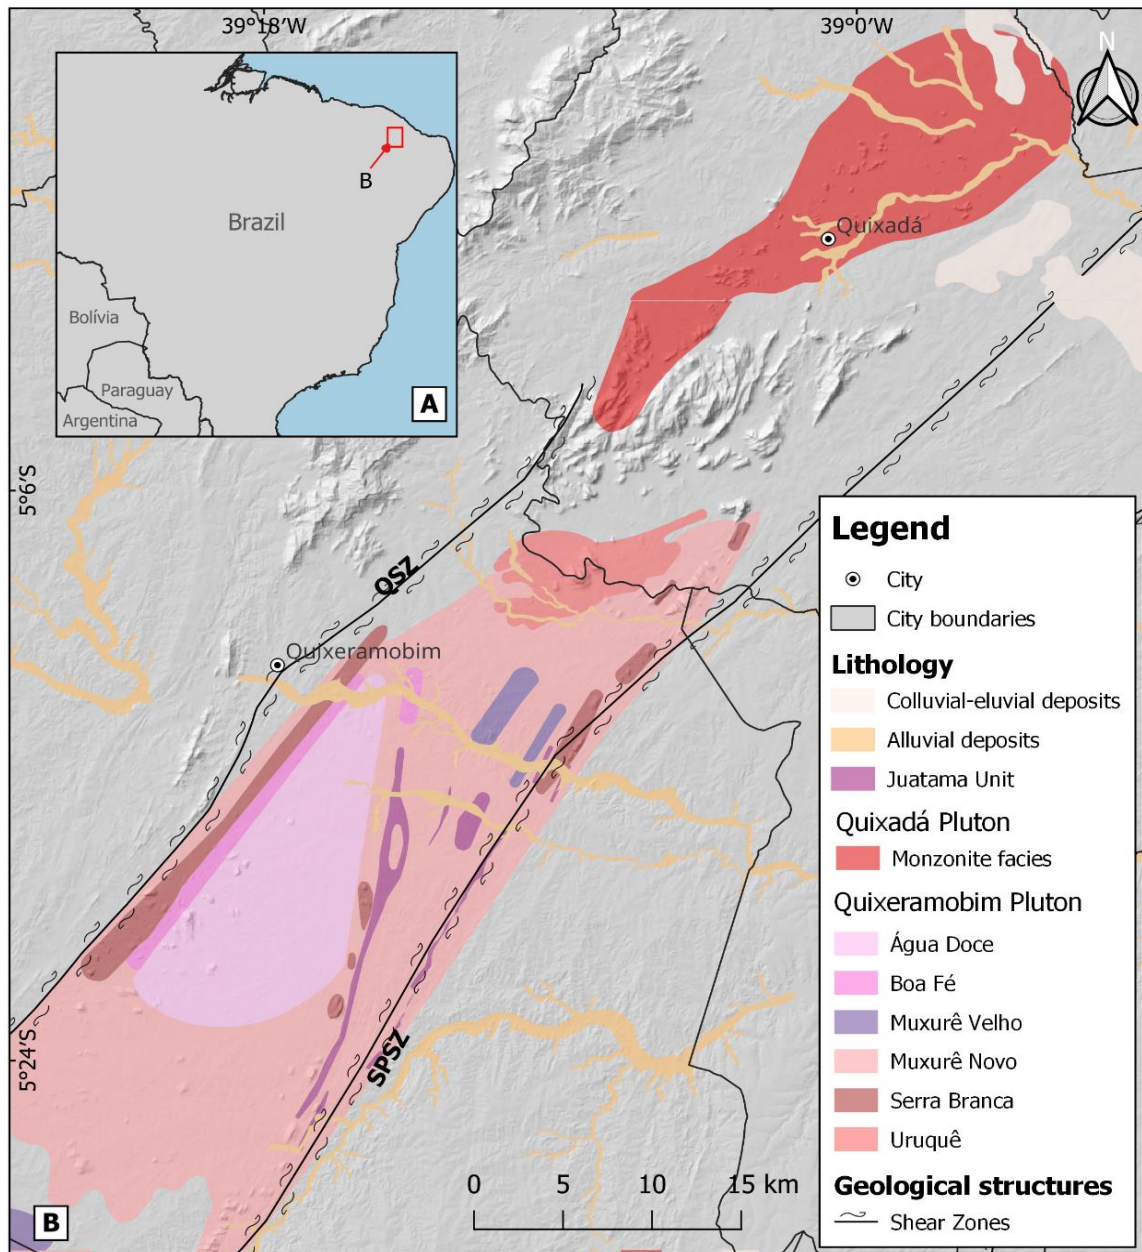 39°18'W
39°0'W
N
Brazil
B
Bolívia
Paraguay
Argentina
A
Quixadá
5°6'S
QSZ
Quixeramobim
5°24'S
SPSZ
0 5 10 15 km
B
Legend
City
City boundaries
Lithology
Colluvial-eluvial deposits
Alluvial deposits
Juatama Unit
Quixadá Pluton
Monzonite facies
Quixeramobim Pluton
Água Doce
Boa Fé
Muxurê Velho
Muxurê Novo
Serra Branca
Uruquê
Geological structures
Shear Zones